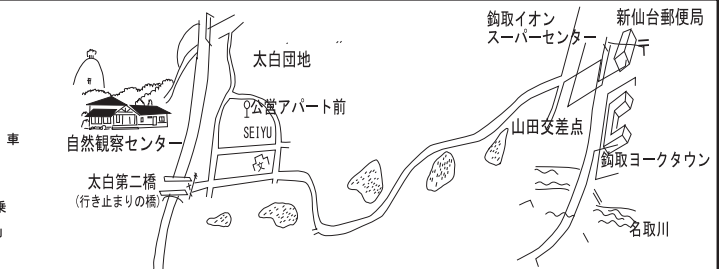 鈎取イオン
スーパーセンター
新仙台郵便局
〒
太白団地
公営アパート前
SEIYU
車
自然観察センター
山田交差点
鈎取ヨークタウン
太白第二橋
(行き止まりの橋)
乗
名取川